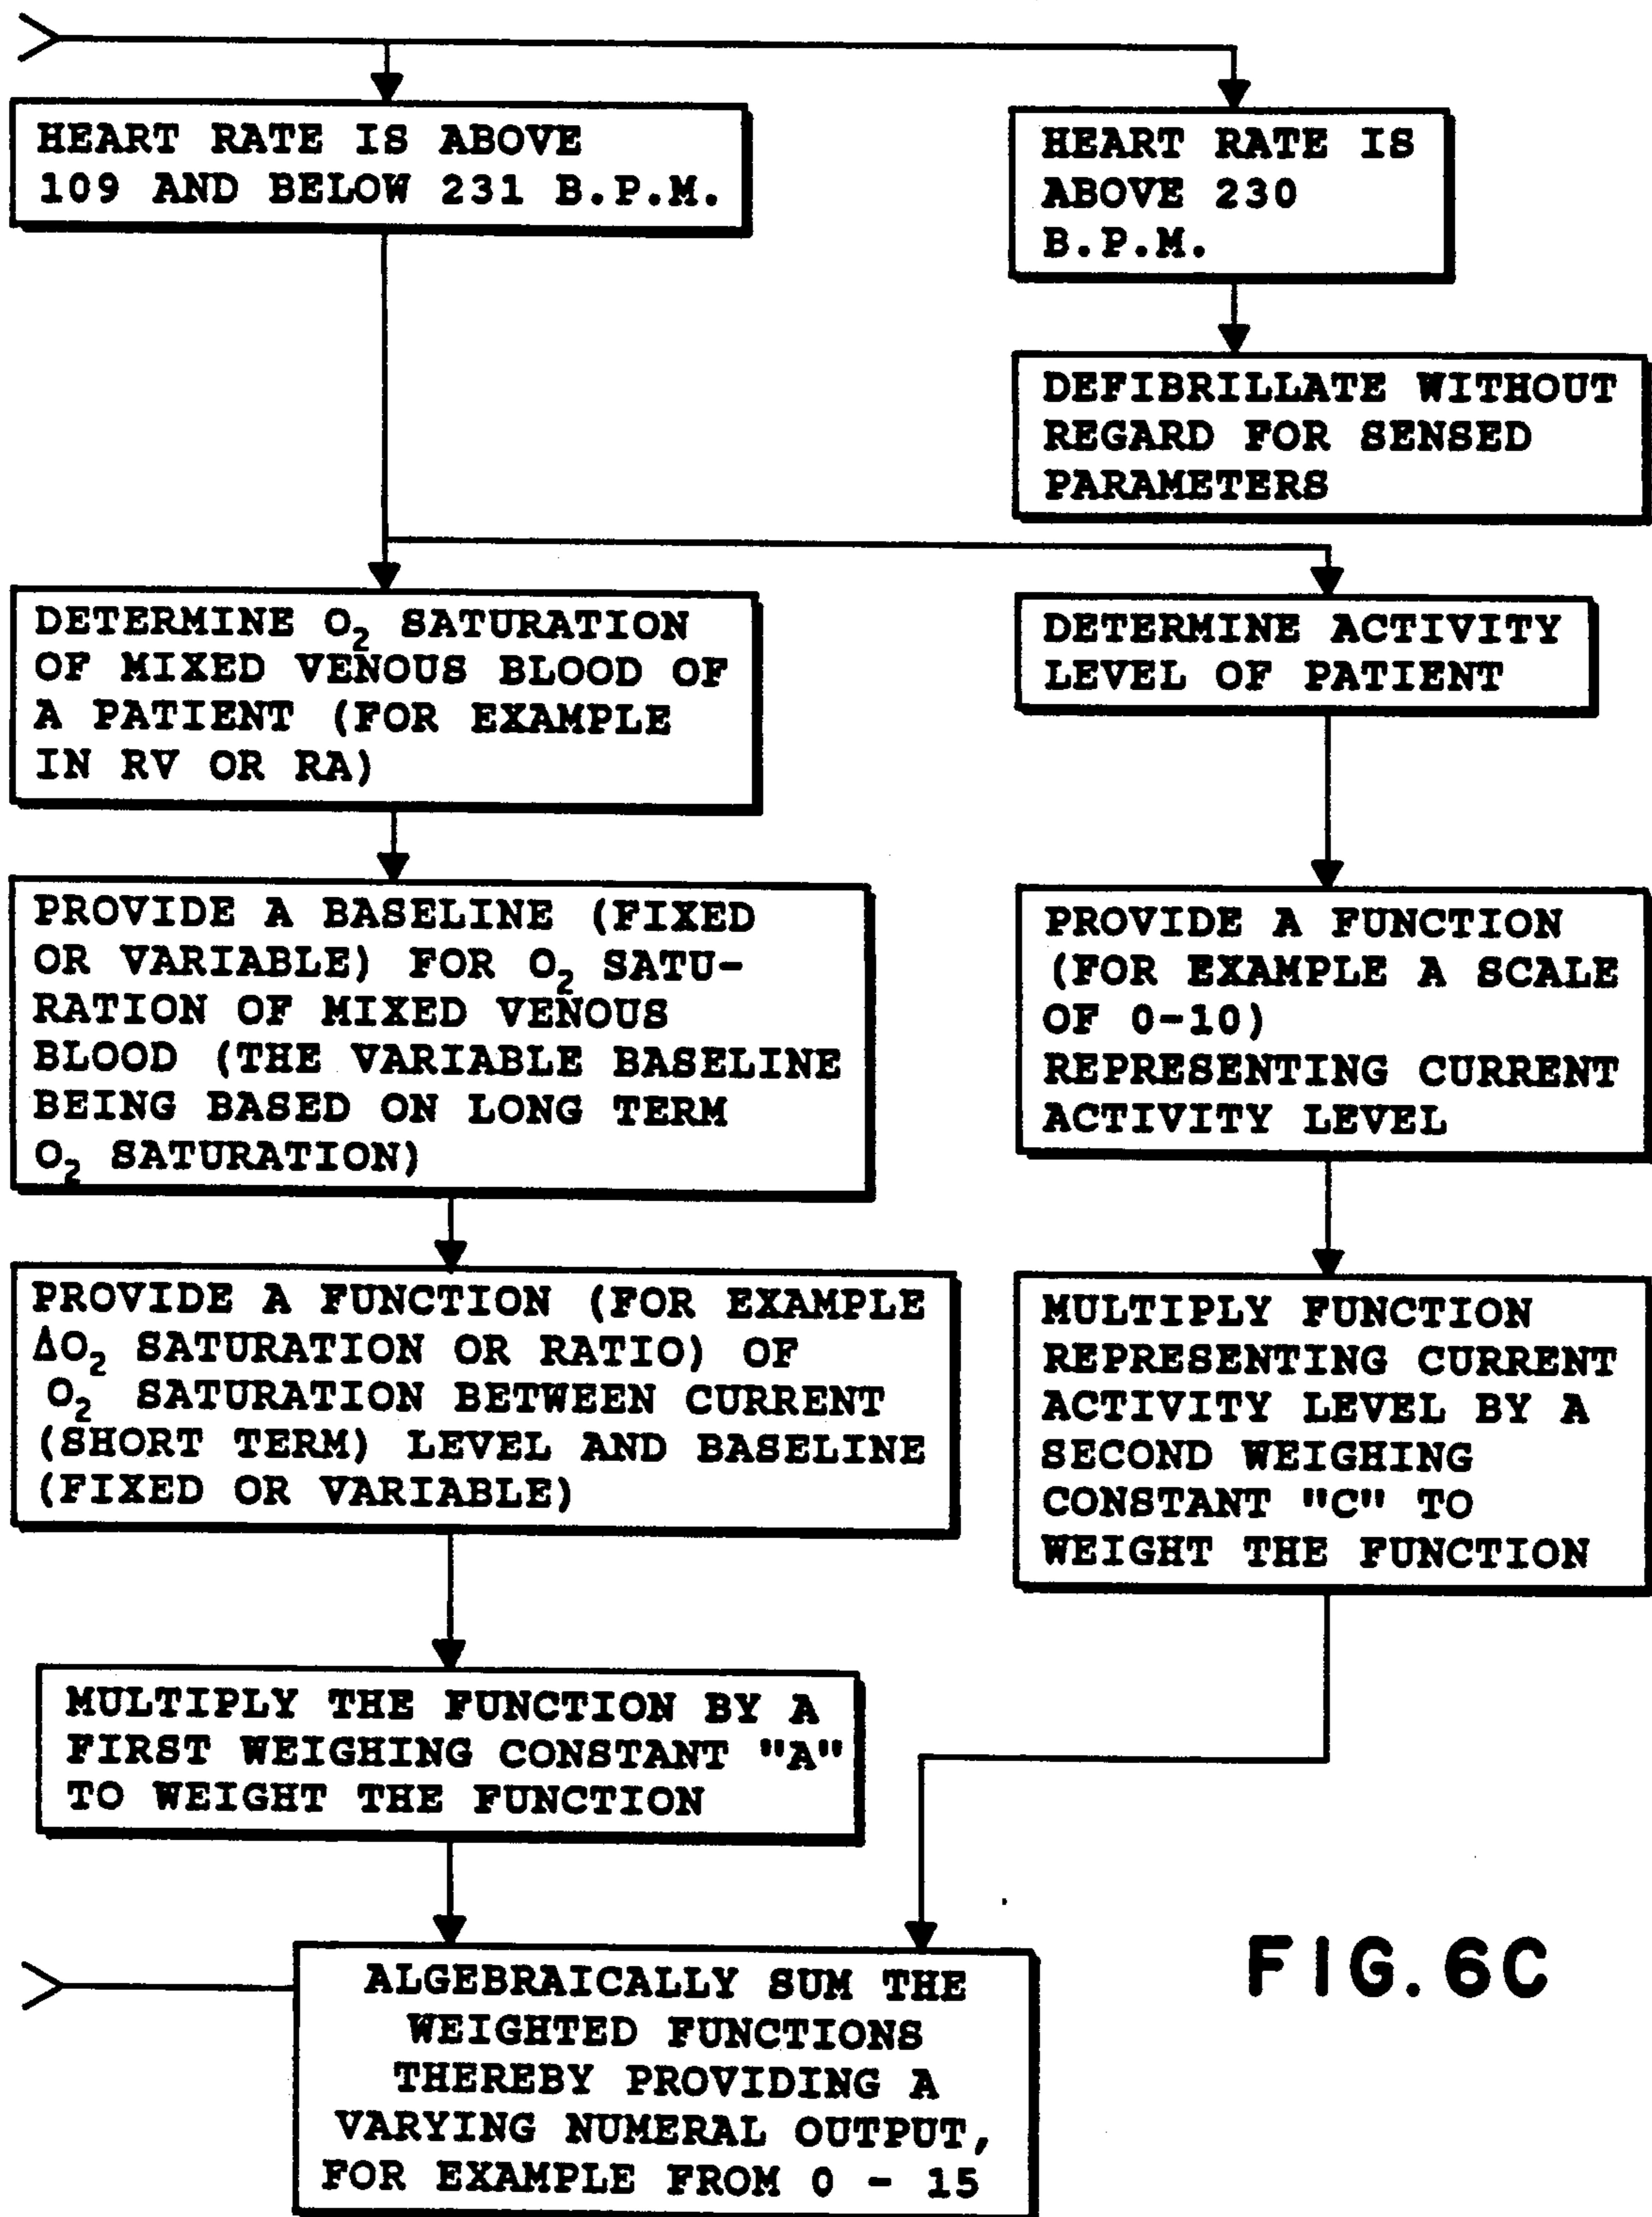 HEART RATE IS ABOVE
109 AND BELOW 231 B.P.M.
HEART RATE IS
ABOVE 230
B.P.M.
DEFIBRILLATE WITHOUT
REGARD FOR SENSED
PARAMETERS
DETERMINE O₂ SATURATION
OF MIXED VENOUS BLOOD OF
A PATIENT (FOR EXAMPLE
IN RV OR RA)
DETERMINE ACTIVITY
LEVEL OF PATIENT
PROVIDE A BASELINE (FIXED
OR VARIABLE) FOR O₂ SATU-
RATION OF MIXED VENOUS
BLOOD (THE VARIABLE BASELINE
BEING BASED ON LONG TERM
O₂ SATURATION)
PROVIDE A FUNCTION
(FOR EXAMPLE A SCALE
OF 0-10)
REPRESENTING CURRENT
ACTIVITY LEVEL
PROVIDE A FUNCTION (FOR EXAMPLE
ΔO₂ SATURATION OR RATIO) OF
O₂ SATURATION BETWEEN CURRENT
(SHORT TERM) LEVEL AND BASELINE
(FIXED OR VARIABLE)
MULTIPLY FUNCTION
REPRESENTING CURRENT
ACTIVITY LEVEL BY A
SECOND WEIGHING
CONSTANT "C" TO
WEIGHT THE FUNCTION
MULTIPLY THE FUNCTION BY A
FIRST WEIGHING CONSTANT "A"
TO WEIGHT THE FUNCTION
ALGEBRAICALLY SUM THE
WEIGHTED FUNCTIONS
THEREBY PROVIDING A
VARYING NUMERAL OUTPUT,
FOR EXAMPLE FROM 0 - 15
FIG. 6C